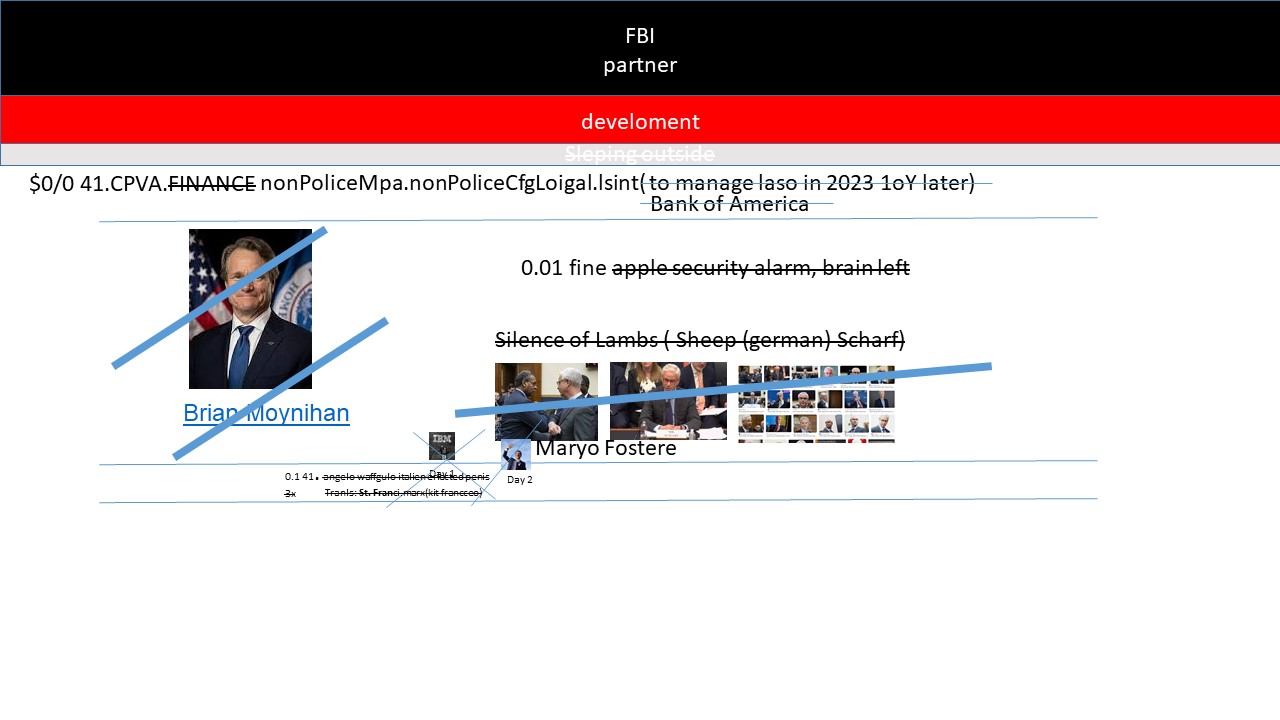 FBI
partner
develoment
Sleping outside
$0/0 41.CPVA.FINANCE nonPoliceMpa.nonPoliceCfgLoigal.lsint( to manage laso in 2023 1oY later)
Bank of America
0.01 fine apple security alarm, brain left
Silence of Lambs ( Sheep (german) Scharf)
Brian Moynihan
IBM
Maryo Fostere
Day 1
0.1 41. angelo waffgulo italien penis
Day 2
3x Tranls: St. Franci.marx(kit francceo)